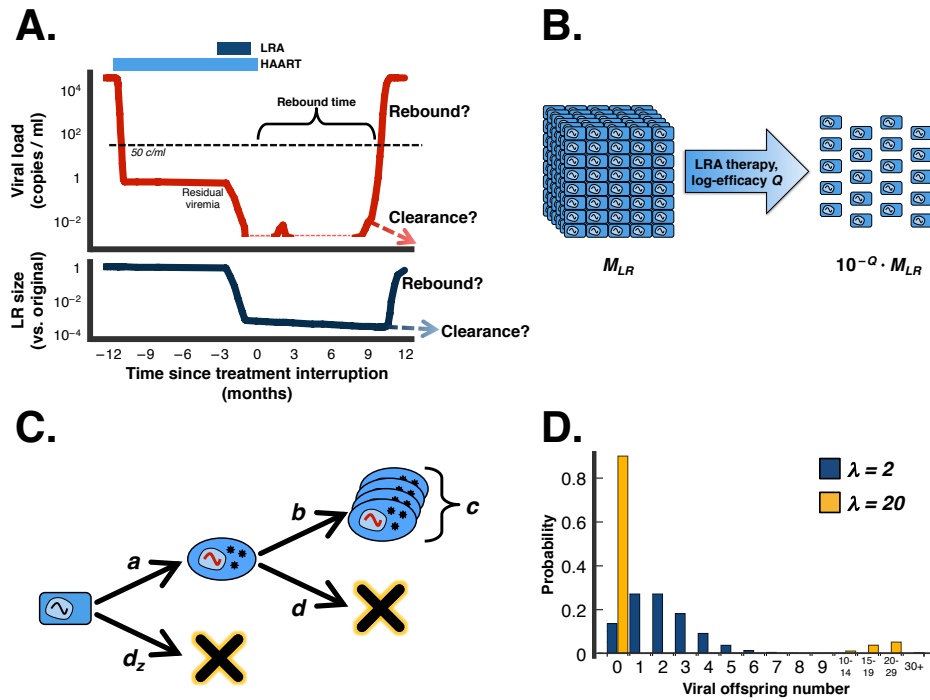 A.
LRA
HAART
Viral load
(copies / ml)
10⁴
10²
1
10⁻²
50 c/ml
Residual
viremia
Rebound time
Rebound?
Clearance?
LR size
(vs. original)
1
10⁻²
10⁻⁴
Rebound?
Clearance?
−12 −9 −6 −3 0 3 6 9 12
Time since treatment interruption
(months)
B.
LRA therapy,
log-efficacy Q
M_LR
10⁻Q · M_LR
C.
a
d_z
b
d
c
D.
Probability
0.8
0.6
0.4
0.2
0
λ = 2
λ = 20
0 1 2 3 4 5 6 7 8 9 10-14 15-19 20-29 30+
Viral offspring number